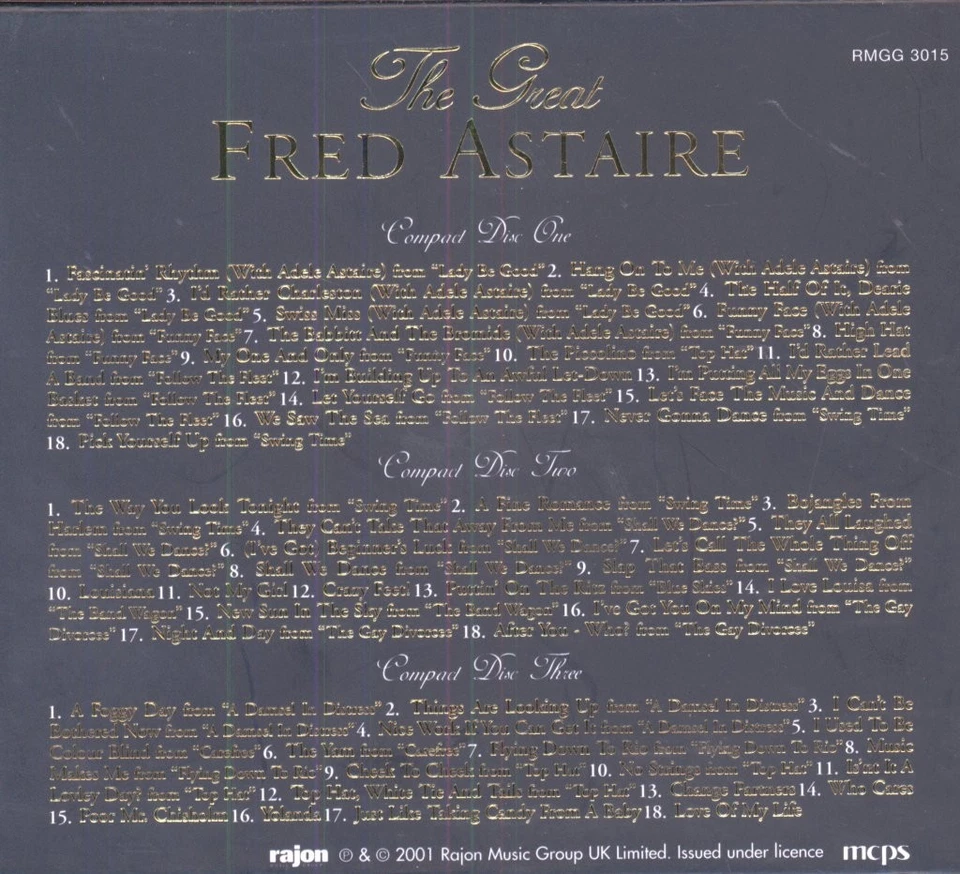 RMGG 3015
The Great
FRED ASTAIRE
Compact Disc One
1. Fascinatin' Rhythm (With Adele Astaire) from "Lady Be Good" 2. Hang On To Me (With Adele Astaire) from
"Lady Be Good" 3. I'd Rather Charleston (With Adele Astaire) from "Lady Be Good" 4. The Half Of It, Dearie
Blues from "Lady Be Good" 5. Swiss Miss (With Adele Astaire) from "Lady Be Good" 6. Funny Face (With Adele
Astaire) from "Funny Face" 7. The Babbitt And The Bromide (With Adele Astaire) from "Funny Face" 8. High Hat
from "Funny Face" 9. My One And Only from "Funny Face" 10. The Piccolino from "Top Hat" 11. I'd Rather Lead
A Band from "Follow The Fleet" 12. I'm Building Up To An Awful Let-Down 13. I'm Putting All My Eggs In One
Basket from "Follow The Fleet" 14. Let Yourself Go from "Follow The Fleet" 15. Let's Face The Music And Dance
from "Follow The Fleet" 16. We Saw The Sea from "Follow The Fleet" 17. Never Gonna Dance from "Swing Time"
18. Pick Yourself Up from "Swing Time"
Compact Disc Two
1. The Way You Look Tonight from "Swing Time" 2. A Fine Romance from "Swing Time" 3. Bojangles From
Harlem from "Swing Time" 4. They Can't Take That Away From Me from "Shall We Dance?" 5. They All Laughed
from "Shall We Dance?" 6. (I've Got) Beginner's Luck from "Shall We Dance?" 7. Let's Call The Whole Thing Off
from "Shall We Dance?" 8. Shall We Dance from "Shall We Dance?" 9. Slap That Bass from "Shall We Dance?"
10. Louisiana 11. Not My Girl 12. Crazy Feet 13. Puttin' On The Ritz from "Blue Skies" 14. I Love Louisa from
"The Band Wagon" 15. New Sun In The Sky from "The Band Wagon" 16. I've Got You On My Mind from "The Gay
Divorcee" 17. Night And Day from "The Gay Divorcee" 18. After You - Who? from "The Gay Divorcee"
Compact Disc Three
1. A Foggy Day from "A Damsel In Distress" 2. Things Are Looking Up from "A Damsel In Distress" 3. I Can't Be
Bothered Now from "A Damsel In Distress" 4. Nice Work If You Can Get It from "A Damsel In Distress" 5. I Used To Be
Colour Blind from "Carefree" 6. The Yam from "Carefree" 7. Flying Down To Rio from "Flying Down To Rio" 8. Music
Makes Me from "Flying Down To Rio" 9. Cheek To Cheek from "Top Hat" 10. No Strings from "Top Hat" 11. Isn't It A
Lovley Day? from "Top Hat" 12. Top Hat, White Tie And Tails from "Top Hat" 13. Change Partners 14. Who Cares
15. Poor Mr. Chisholm 16. Yolanda 17. Just Like Taking Candy From A Baby 18. Love Of My Life
rajon ℗ & © 2001 Rajon Music Group UK Limited. Issued under licence mcps